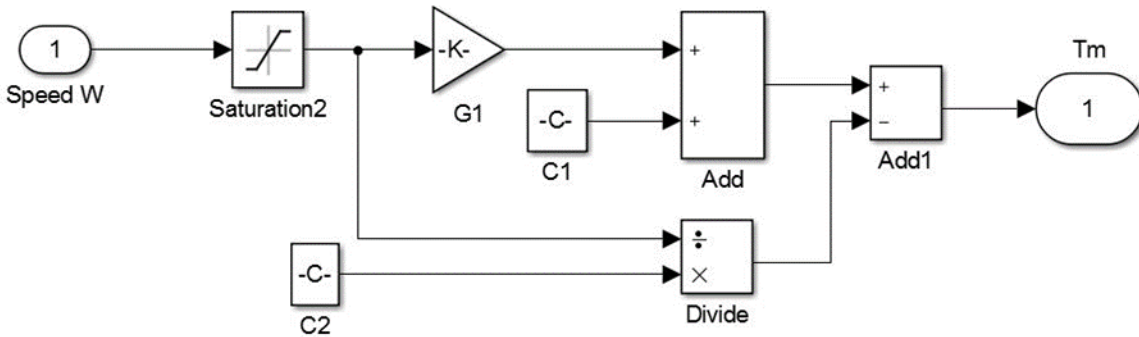 Tm
1
-K-
+
+
1
Speed W
Saturation2
G1
-
-C-
+
C1
Add
Add1
÷
×
-C-
C2
Divide